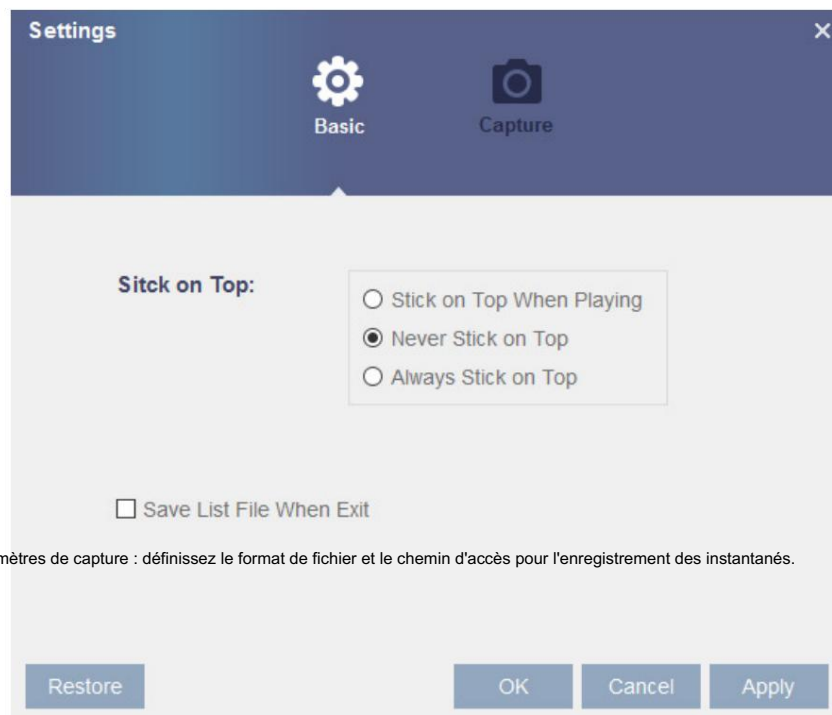 Settings
Basic
Capture
Sitck on Top:
Stick on Top When Playing
Never Stick on Top
Always Stick on Top
Save List File When Exit
mètres de capture : définissez le format de fichier et le chemin d'accès pour l'enregistrement des instantanés.
Restore
OK
Cancel
Apply